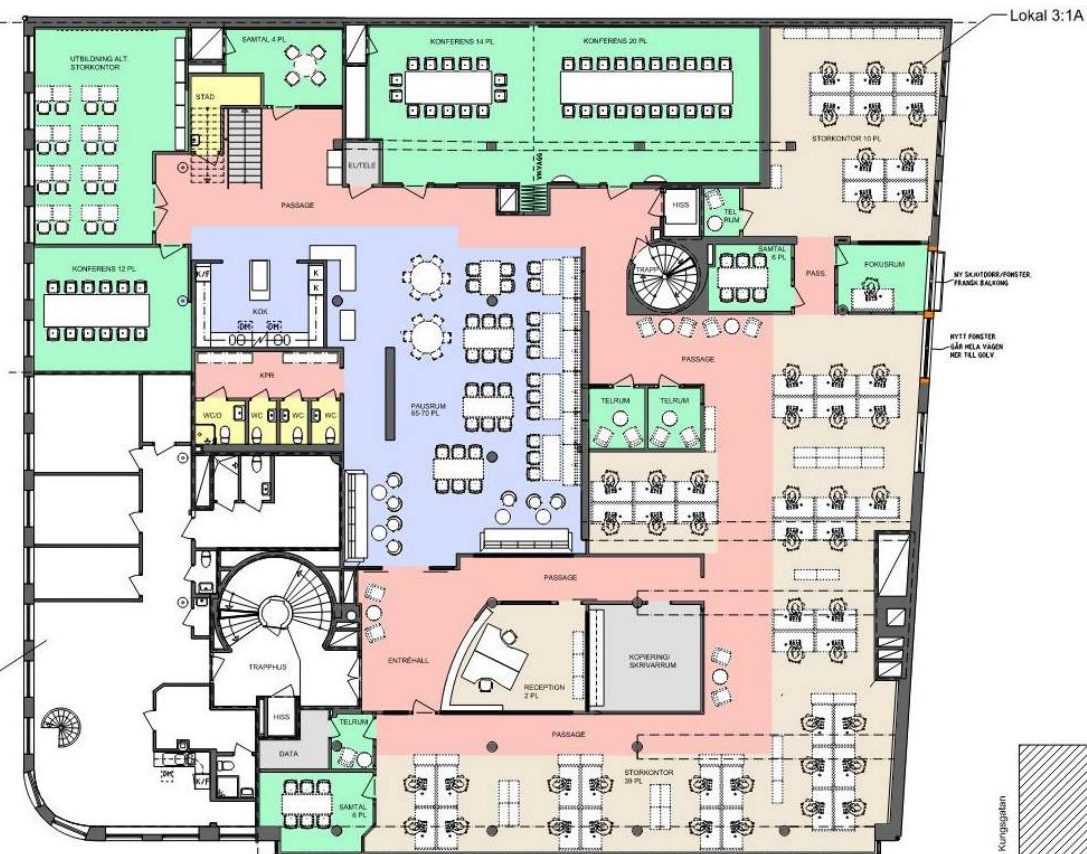 Lokal 3:1A
UTBILDNING ALT.
STORKONTOR
SAMTAL 4 PL
KONFERENS 14 PL
KONFERENS 20 PL
STÄD
STORKONTOR 10 PL
EL/TELE
VIKVÄGG
PASSAGE
HISS
TEL
RUM
KONFERENS 12 PL
K/F
K
K
KÖK
DM
DM
TRAPP
SAMTAL
6 PL
PASS.
FOKUSRUM
NY SKJUTDÖRR/FÖNSTER,
FRANSK BALKONG
NYTT FÖNSTER
GÅR HELA VÄGEN
NER TILL GOLV
PASSAGE
KPR
WC/D
WC
WC
WC
PAUSRUM
65-70 PL
TELRUM
TELRUM
PASSAGE
ENTRÉHALL
KOPIERING/
SKRIVARRUM
RECEPTION
2 PL
TRAPPHUS
HISS
TELRUM
DATA
PASSAGE
DM
K/F
STORKONTOR
39 PL
SAMTAL
6 PL
Kungsgatan